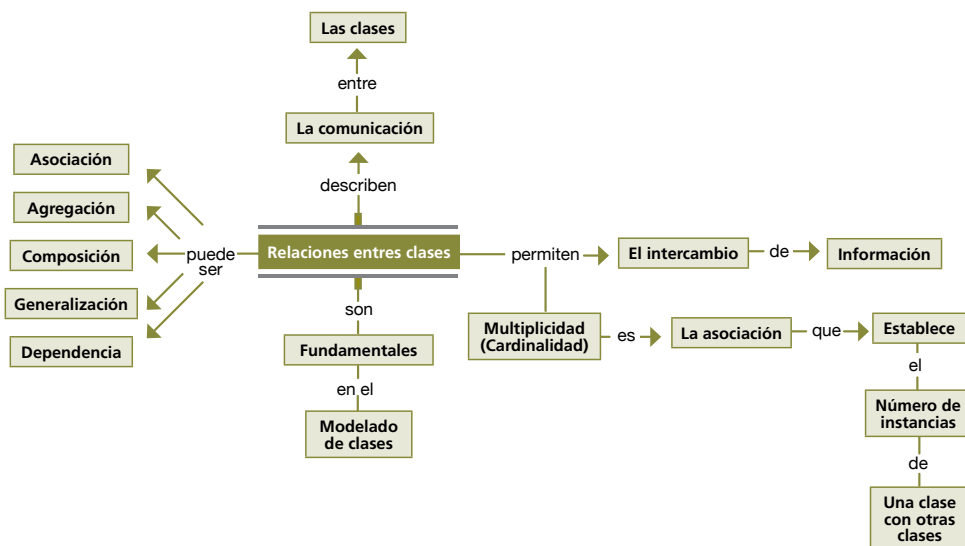 Las clases
entre
La comunicación
describen
Asociación
Agregación
Composición
Generalización
Dependencia
puede
ser
Relaciones entres clases
son
Fundamentales
en el
Modelado
de clases
permiten
El intercambio
de
Información
Multiplicidad
(Cardinalidad)
es
La asociación
que
Establece
el
Número de
instancias
de
Una clase
con otras
clases